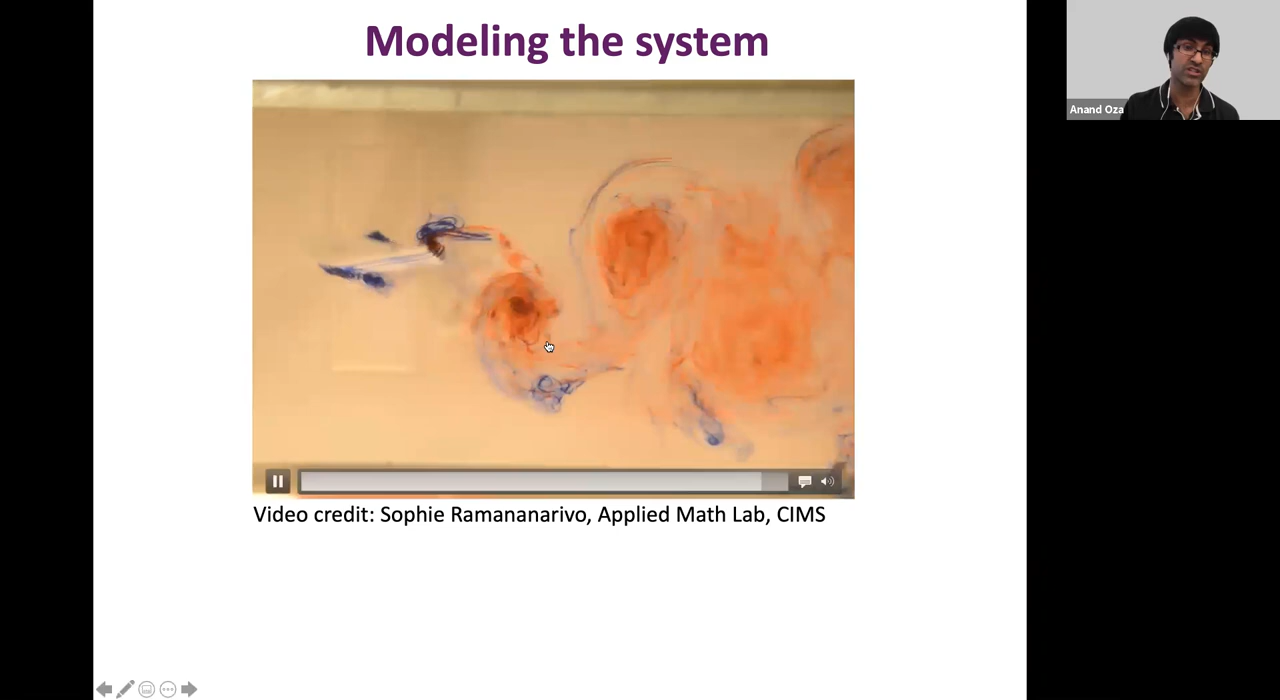 Modeling the system
Anand Oza
Video credit: Sophie Ramananarivo, Applied Math Lab, CIMS